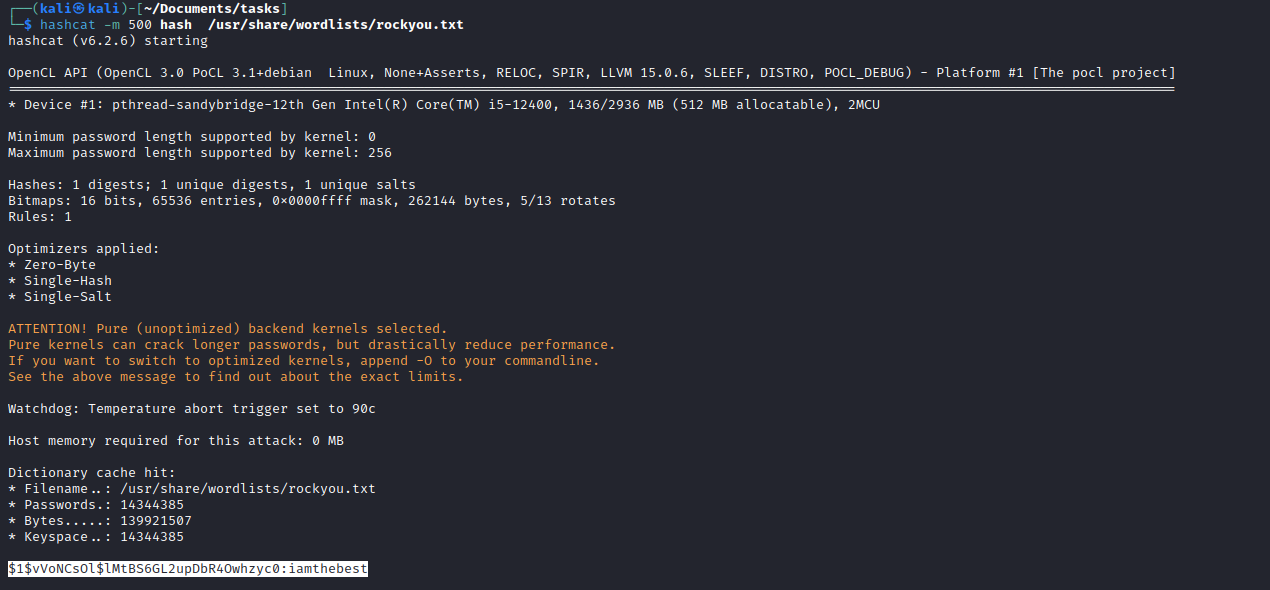 ┌──(kali㉿kali)-[~/Documents/tasks]
└─$ hashcat -m 500 hash  /usr/share/wordlists/rockyou.txt
hashcat (v6.2.6) starting

OpenCL API (OpenCL 3.0 PoCL 3.1+debian  Linux, None+Asserts, RELOC, SPIR, LLVM 15.0.6, SLEEF, DISTRO, POCL_DEBUG) - Platform #1 [The pocl project]
==================================================================================================================================================
* Device #1: pthread-sandybridge-12th Gen Intel(R) Core(TM) i5-12400, 1436/2936 MB (512 MB allocatable), 2MCU

Minimum password length supported by kernel: 0
Maximum password length supported by kernel: 256

Hashes: 1 digests; 1 unique digests, 1 unique salts
Bitmaps: 16 bits, 65536 entries, 0x0000ffff mask, 262144 bytes, 5/13 rotates
Rules: 1

Optimizers applied:
* Zero-Byte
* Single-Hash
* Single-Salt

ATTENTION! Pure (unoptimized) backend kernels selected.
Pure kernels can crack longer passwords, but drastically reduce performance.
If you want to switch to optimized kernels, append -O to your commandline.
See the above message to find out about the exact limits.

Watchdog: Temperature abort trigger set to 90c

Host memory required for this attack: 0 MB

Dictionary cache hit:
* Filename..: /usr/share/wordlists/rockyou.txt
* Passwords.: 14344385
* Bytes.....: 139921507
* Keyspace..: 14344385

$1$vVoNCsOl$lMtBS6GL2upDbR4Owhzyc0:iamthebest